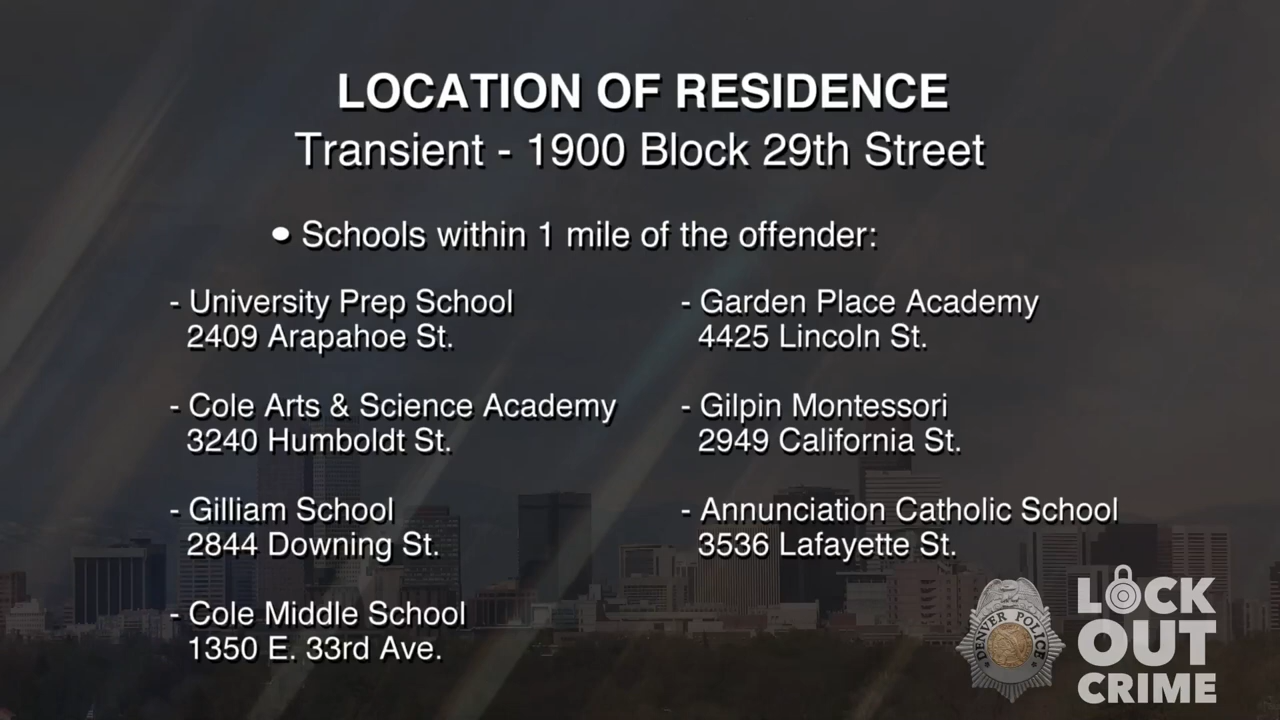 LOCATION OF RESIDENCE
Transient - 1900 Block 29th Street
• Schools within 1 mile of the offender:
- University Prep School
2409 Arapahoe St.
- Cole Arts & Science Academy
3240 Humboldt St.
- Gilliam School
2844 Downing St.
- Cole Middle School
1350 E. 33rd Ave.
- Garden Place Academy
4425 Lincoln St.
- Gilpin Montessori
2949 California St.
- Annunciation Catholic School
3536 Lafayette St.
DENVER POLICE
LOCK
OUT
CRIME